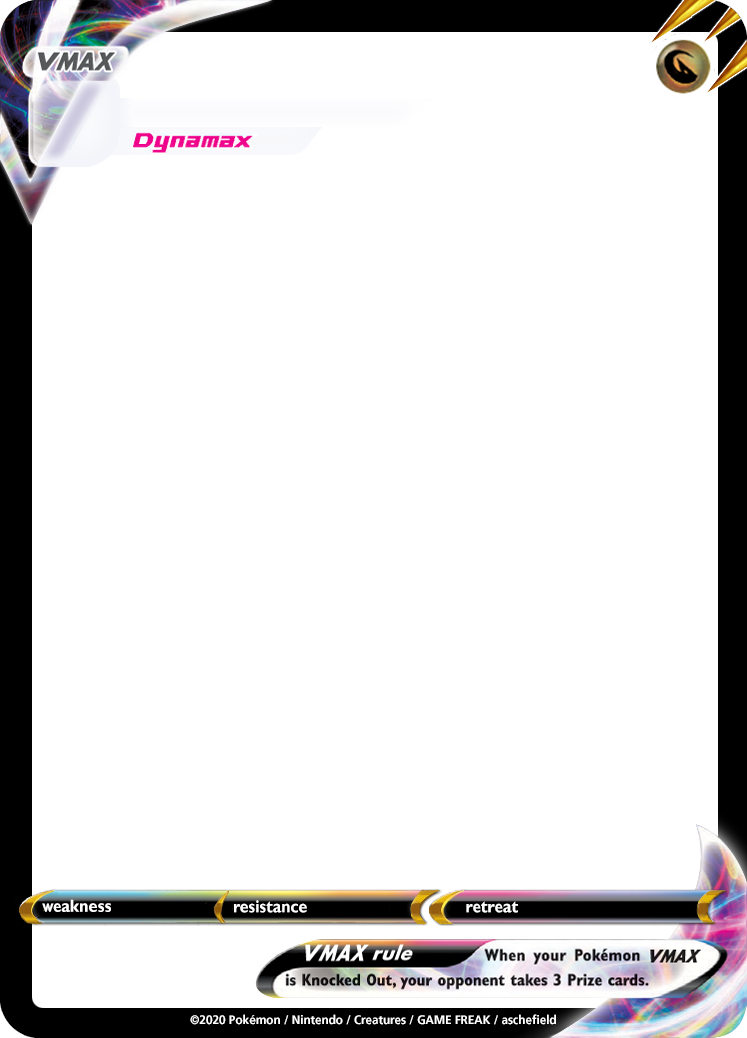 VMAX
Dynamax
weakness resistance retreat
VMAX rule When your Pokémon VMAX
is Knocked Out, your opponent takes 3 Prize cards.
©2020 Pokémon / Nintendo / Creatures / GAME FREAK / aschefield